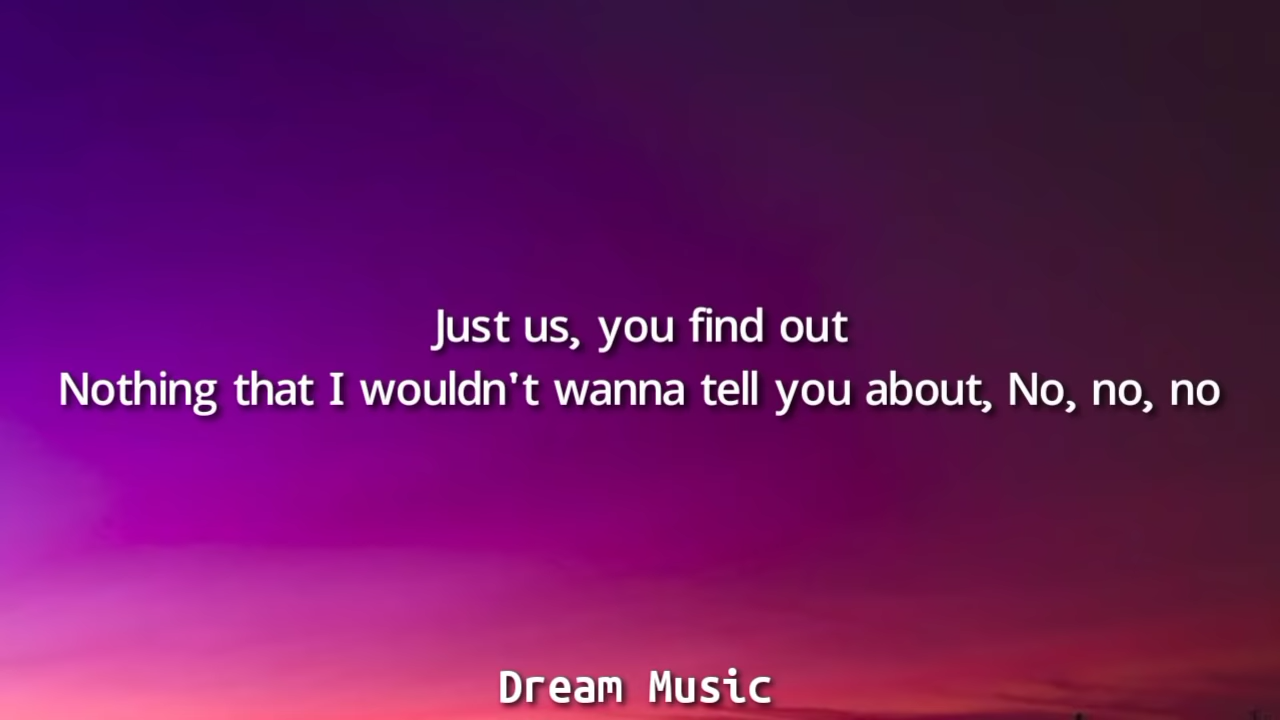 Just us, you find out
Nothing that I wouldn't wanna tell you about, No, no, no
Dream Music